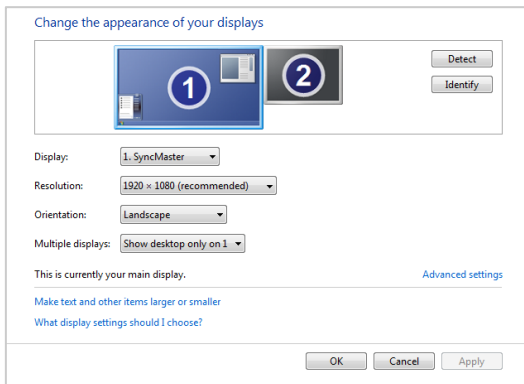 Change the appearance of your displays
1
2
Detect
Identify
Display: 1. SyncMaster
Resolution: 1920 × 1080 (recommended)
Orientation: Landscape
Multiple displays: Show desktop only on 1
This is currently your main display. Advanced settings
Make text and other items larger or smaller
What display settings should I choose?
OK Cancel Apply